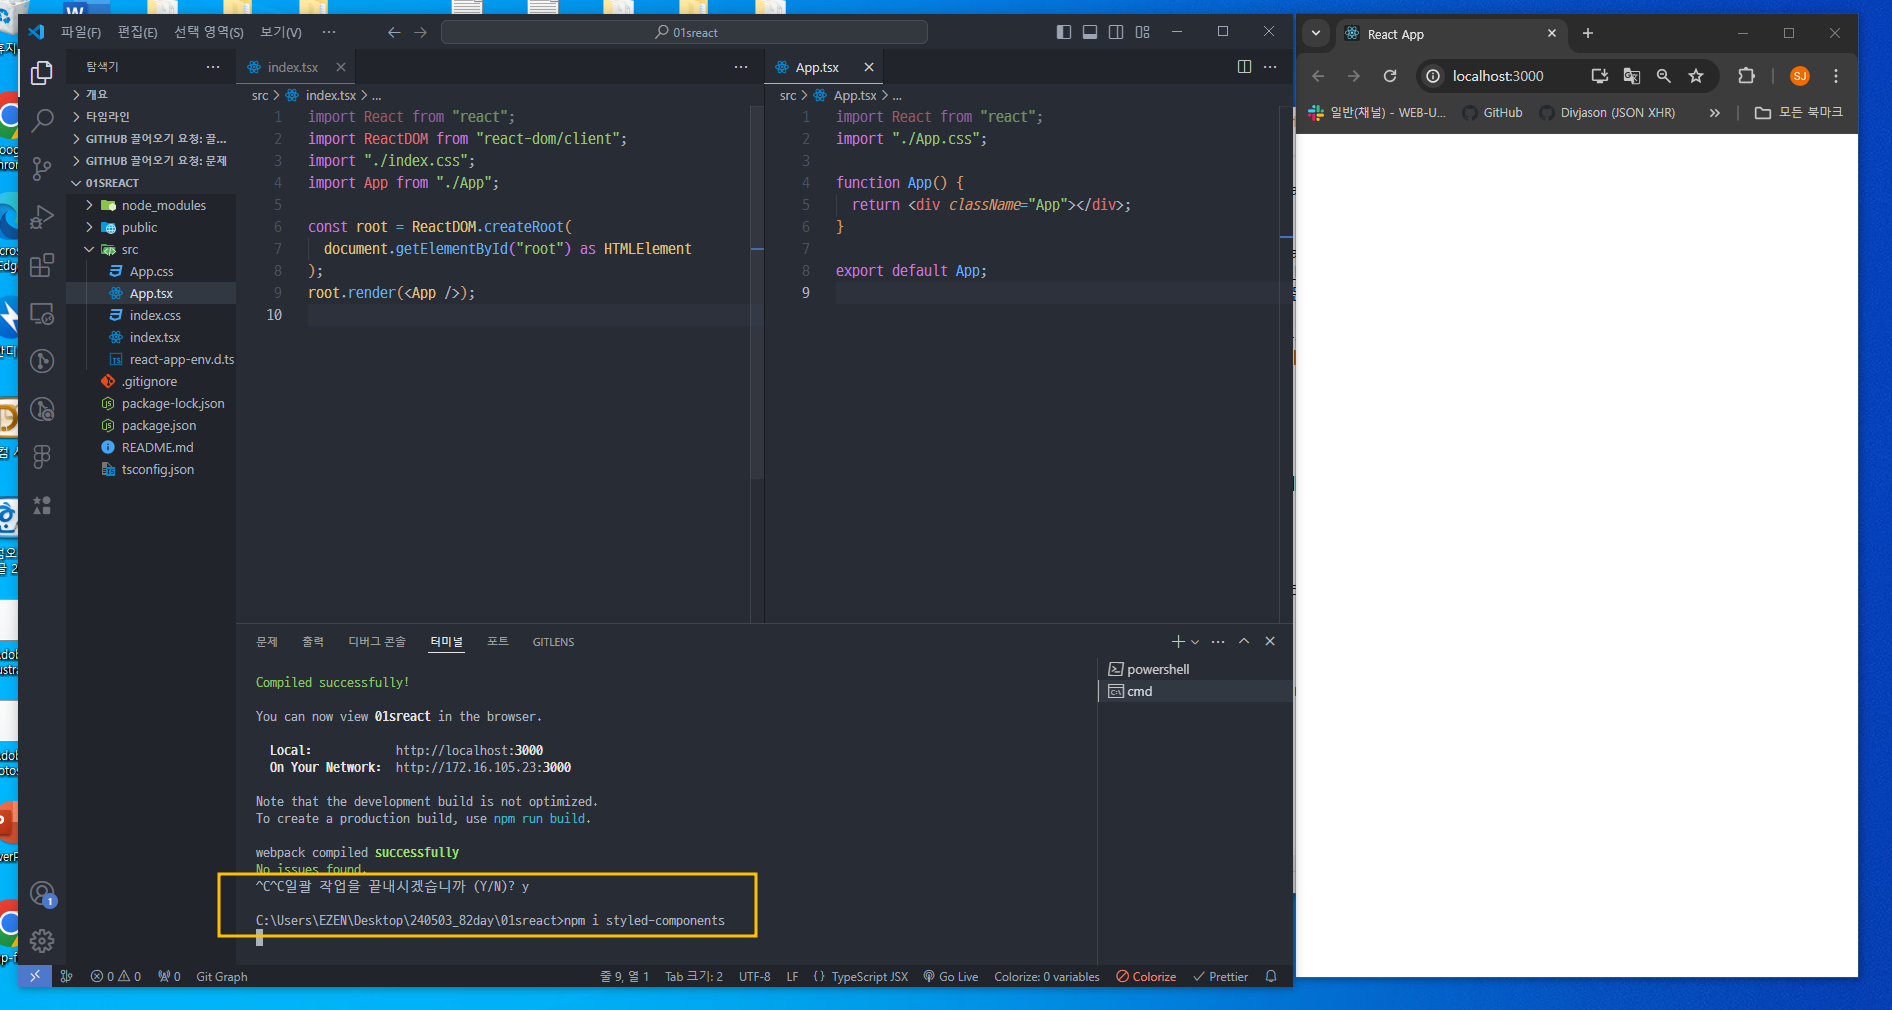 파일(F) 편집(E) 선택 영역(S) 보기(V) ··· 01sreact
탐색기 ···
개요
타임라인
GITHUB 끌어오기 요청: 끌...
GITHUB 끌어오기 요청: 문제
01SREACT
node_modules
public
src
App.css
App.tsx
index.css
index.tsx
react-app-env.d.ts
.gitignore
package-lock.json
package.json
README.md
tsconfig.json
index.tsx
src > index.tsx > ...
1 import React from "react";
2 import ReactDOM from "react-dom/client";
3 import "./index.css";
4 import App from "./App";
5
6 const root = ReactDOM.createRoot(
7 document.getElementById("root") as HTMLElement
8 );
9 root.render(<App />);
10
App.tsx
src > App.tsx > ...
1 import React from "react";
2 import "./App.css";
3
4 function App() {
5 return <div className="App"></div>;
6 }
7
8 export default App;
9
문제 출력 디버그 콘솔 터미널 포트 GITLENS
powershell
cmd
Compiled successfully!
You can now view 01sreact in the browser.
Local: http://localhost:3000
On Your Network: http://172.16.105.23:3000
Note that the development build is not optimized.
To create a production build, use npm run build.
webpack compiled successfully
No issues found.
^C^C일괄 작업을 끝내시겠습니까 (Y/N)? y
C:\Users\EZEN\Desktop\240503_82day\01sreact>npm i styled-components
1
0 0 0 Git Graph 줄 9, 열 1 Tab 크기: 2 UTF-8 LF {} TypeScript JSX Go Live Colorize: 0 variables Colorize Prettier
React App
localhost:3000 SJ
일반(채널) - WEB-U... GitHub Divjason (JSON XHR) » 모든 북마크